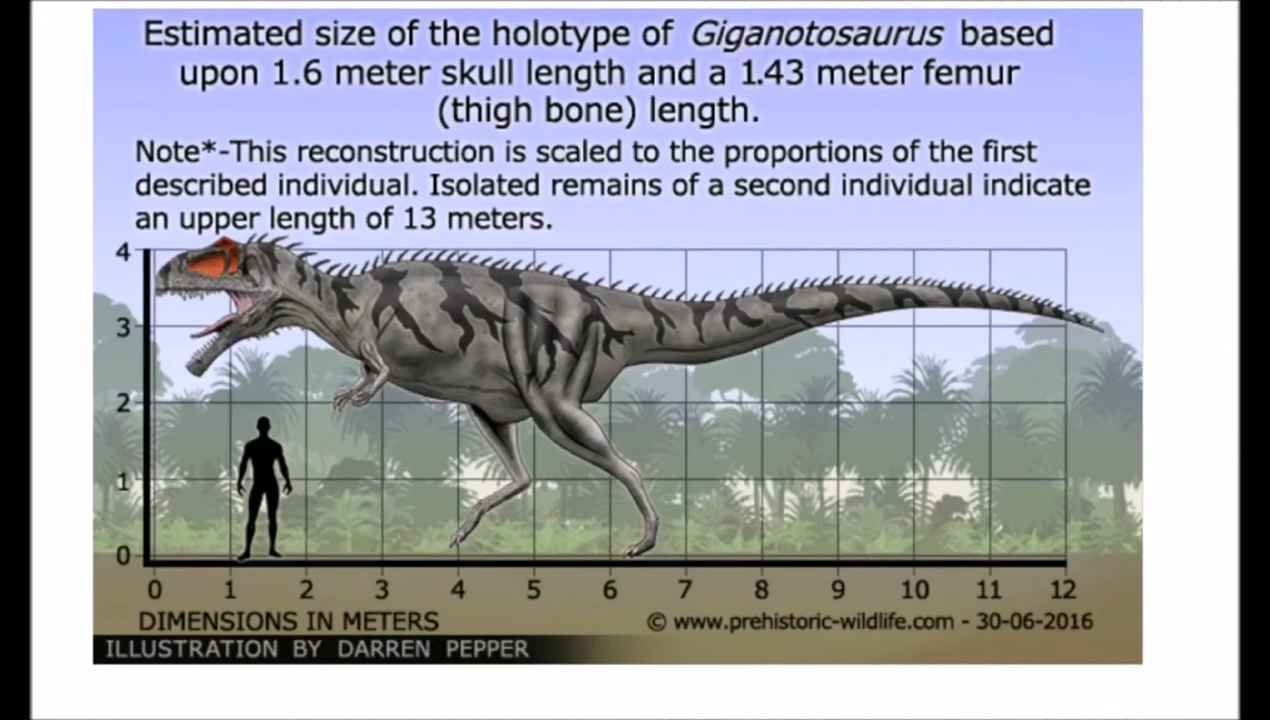 Estimated size of the holotype of Giganotosaurus based
upon 1.6 meter skull length and a 1.43 meter femur
(thigh bone) length.
Note*-This reconstruction is scaled to the proportions of the first
described individual. Isolated remains of a second individual indicate
an upper length of 13 meters.
4
3
2
1
0
0 1 2 3 4 5 6 7 8 9 10 11 12
DIMENSIONS IN METERS © www.prehistoric-wildlife.com - 30-06-2016
ILLUSTRATION BY DARREN PEPPER